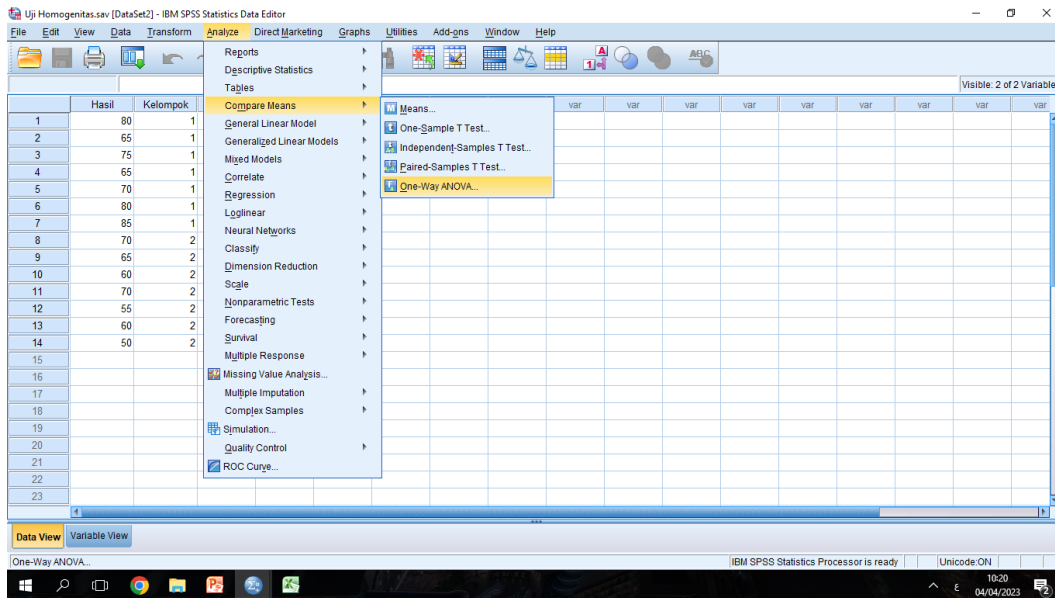 Uji Homogenitas.sav [DataSet2] - IBM SPSS Statistics Data Editor
File Edit View Data Transform Analyze Direct Marketing Graphs Utilities Add-ons Window Help
Visible: 2 of 2 Variable
Hasil Kelompok var var var var var var var var
1 80 1
2 65 1
3 75 1
4 65 1
5 70 1
6 80 1
7 85 1
8 70 2
9 65 2
10 60 2
11 70 2
12 55 2
13 60 2
14 50 2
15
16
17
18
19
20
21
22
23
Reports
Descriptive Statistics
Tables
Compare Means
General Linear Model
Generalized Linear Models
Mixed Models
Correlate
Regression
Loglinear
Neural Networks
Classify
Dimension Reduction
Scale
Nonparametric Tests
Forecasting
Survival
Multiple Response
Missing Value Analysis...
Multiple Imputation
Complex Samples
Simulation...
Quality Control
ROC Curve...
Means...
One-Sample T Test...
Independent-Samples T Test...
Paired-Samples T Test...
One-Way ANOVA...
Data View Variable View
One-Way ANOVA... IBM SPSS Statistics Processor is ready Unicode:ON
ع 10:20
04/04/2023